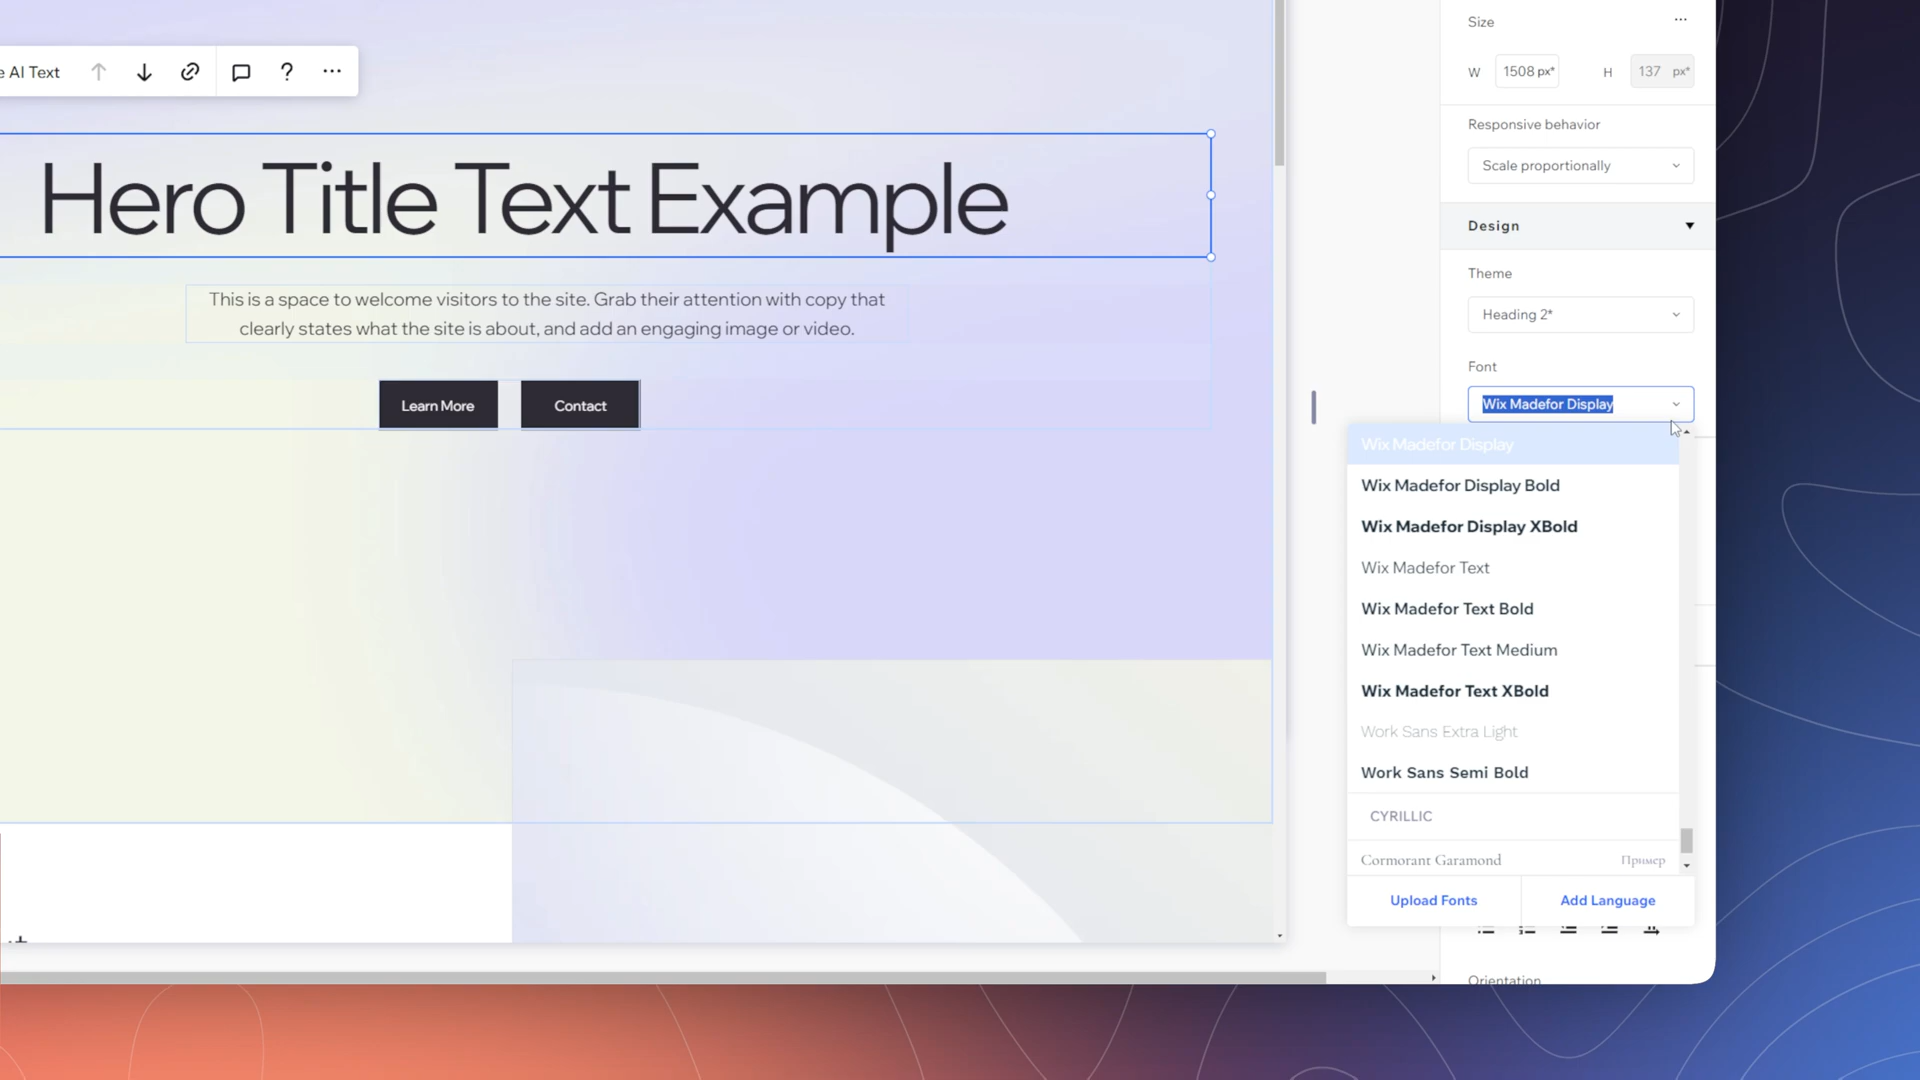 e AI Text
?
Hero Title Text Example
This is a space to welcome visitors to the site. Grab their attention with copy that
clearly states what the site is about, and add an engaging image or video.
Learn More
Contact
Size
W 1508 px*
H 137 px*
Responsive behavior
Scale proportionally
Design
Theme
Heading 2*
Font
Wix Madefor Display
Wix Madefor Display
Wix Madefor Display Bold
Wix Madefor Display XBold
Wix Madefor Text
Wix Madefor Text Bold
Wix Madefor Text Medium
Wix Madefor Text XBold
Work Sans Extra Light
Work Sans Semi Bold
CYRILLIC
Cormorant Garamond Пример
Upload Fonts
Add Language
Orientation